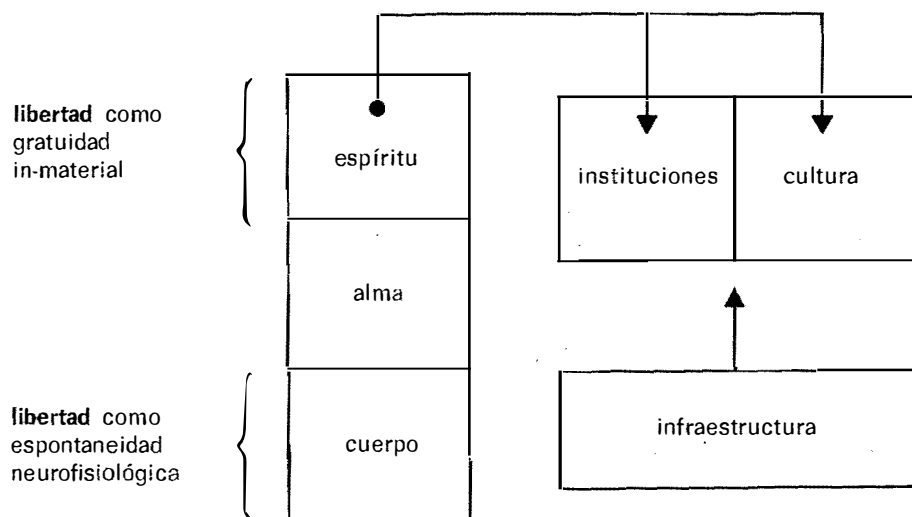 libertad como
gratuidad
in-material
espíritu
instituciones
cultura
alma
libertad como
espontaneidad
neurofisiológica
cuerpo
infraestructura